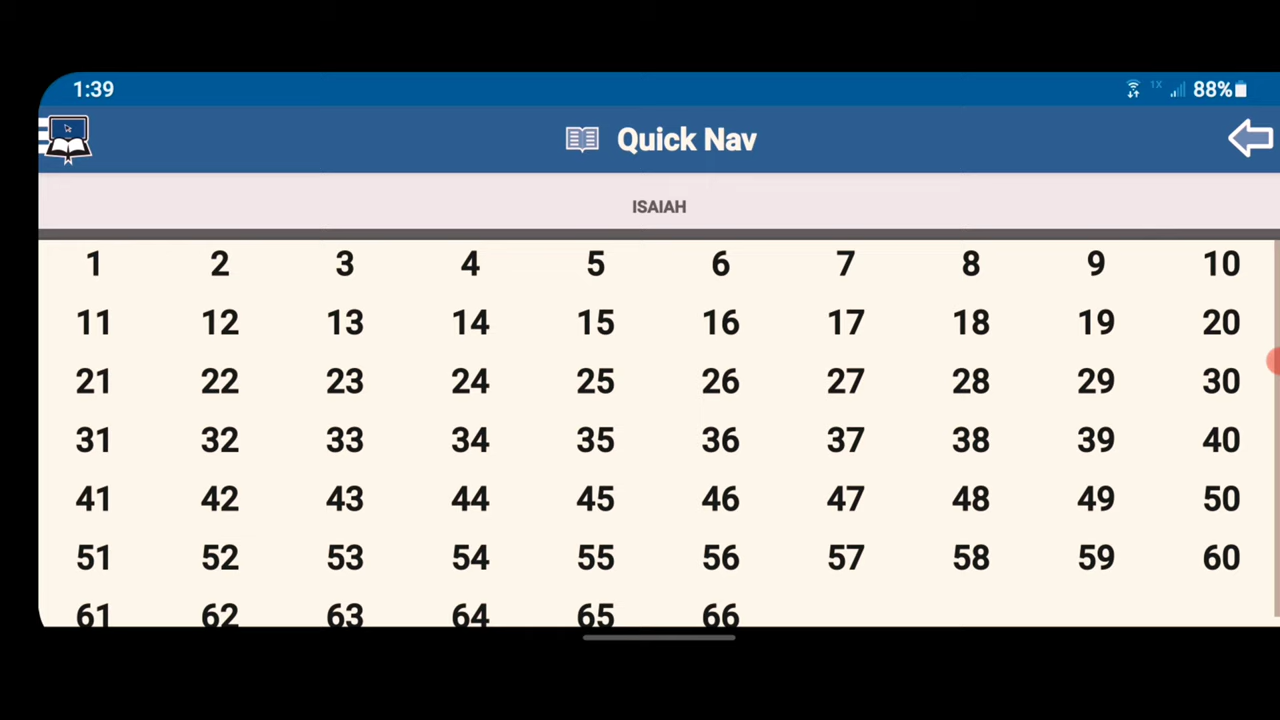 1:39 1X 88%
Quick Nav
ISAIAH
1 2 3 4 5 6 7 8 9 10
11 12 13 14 15 16 17 18 19 20
21 22 23 24 25 26 27 28 29 30
31 32 33 34 35 36 37 38 39 40
41 42 43 44 45 46 47 48 49 50
51 52 53 54 55 56 57 58 59 60
61 62 63 64 65 66